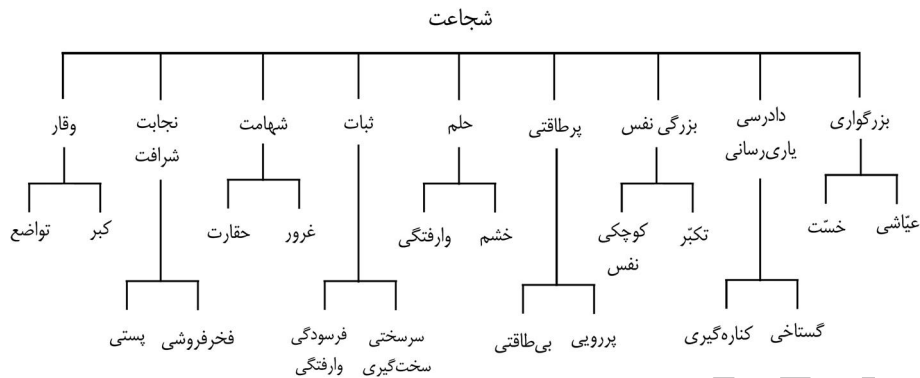 شجاعت
بزرگواری
دادرسی
یاری‌رسانی
بزرگی نفس
پرطاقتی
حلم
ثبات
شهامت
نجابت
شرافت
وقار
عیّاشی
خسّت
گستاخی
کناره‌گیری
تکبّر
کوچکی
نفس
پررویی
بی‌طاقتی
خشم
وارفتگی
سرسختی
سخت‌گیری
فرسودگی
وارفتگی
غرور
حقارت
فخرفروشی
پستی
کبر
تواضع